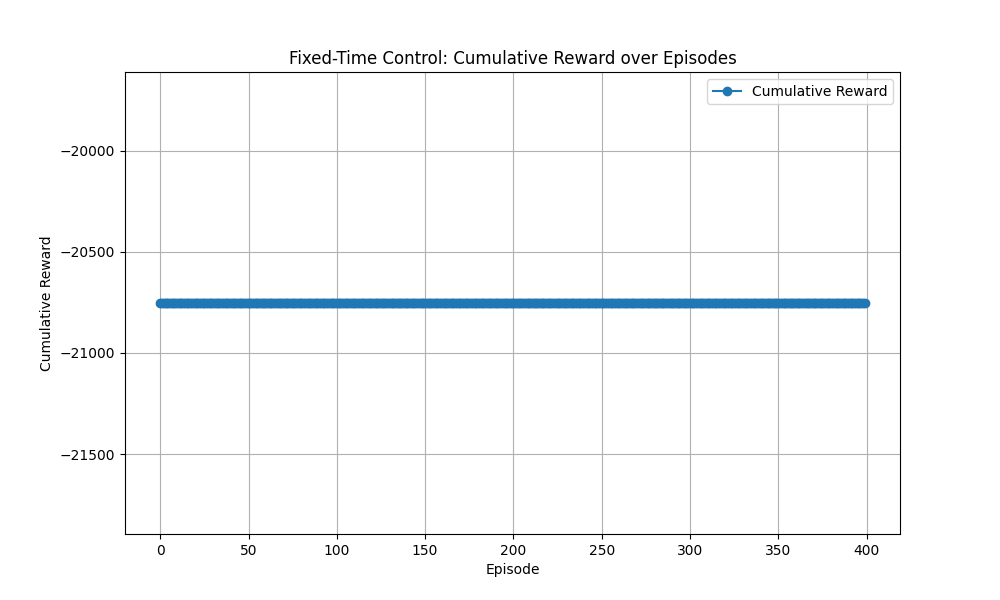 Fixed-Time Control: Cumulative Reward over Episodes
Cumulative Reward
−20000
−20500
−21000
−21500
Cumulative Reward
0 50 100 150 200 250 300 350 400
Episode